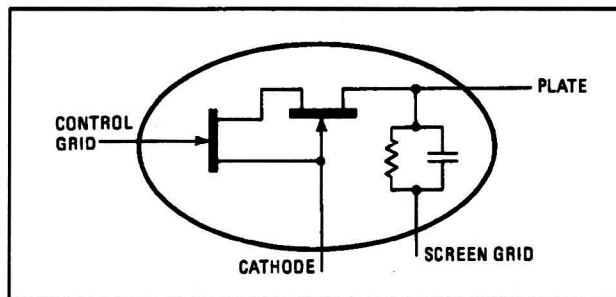 PLATE
CONTROL
GRID
SCREEN GRID
CATHODE